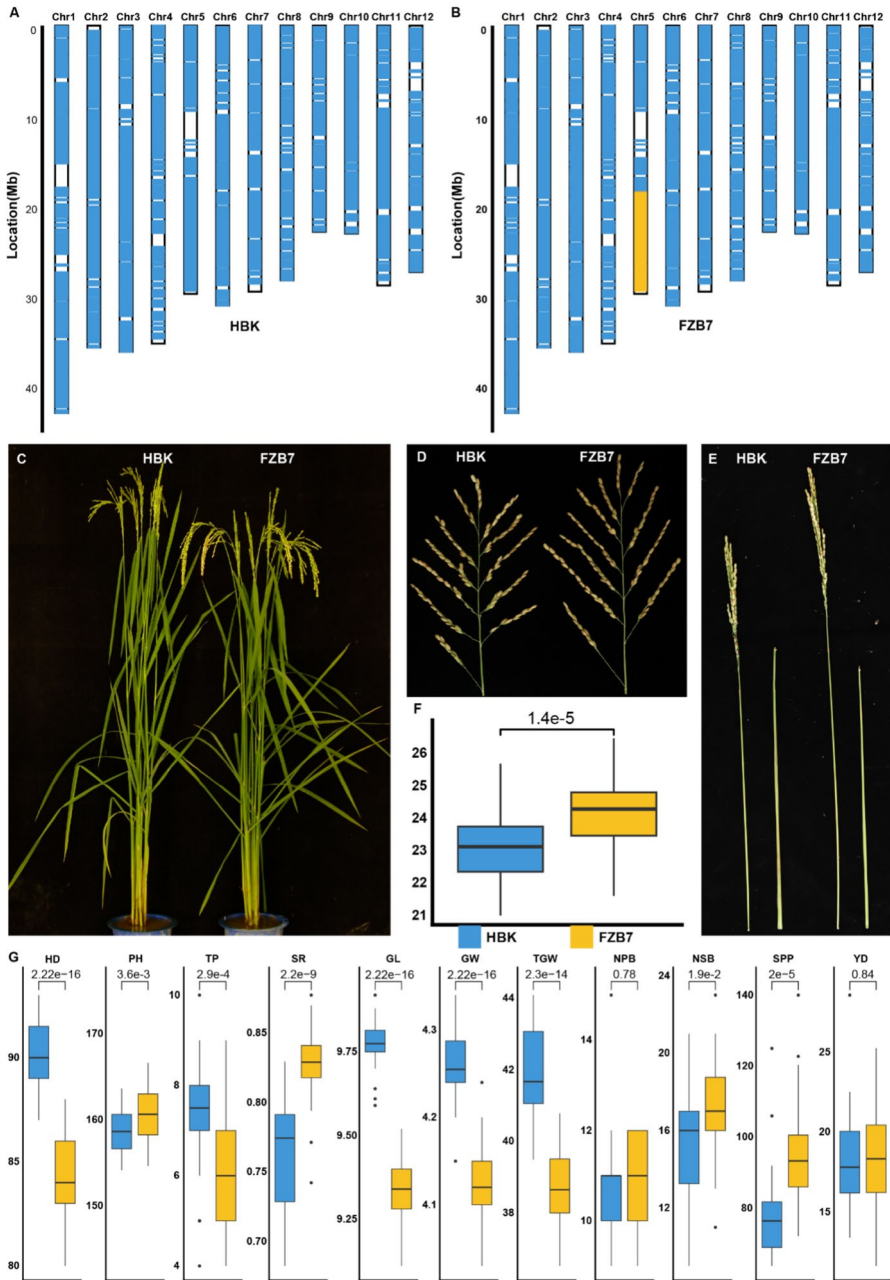 A
Chr1 Chr2 Chr3 Chr4 Chr5 Chr6 Chr7 Chr8 Chr9 Chr10 Chr11 Chr12
0
10
20
30
40
Location(Mb)
HBK
B
Chr1 Chr2 Chr3 Chr4 Chr5 Chr6 Chr7 Chr8 Chr9 Chr10 Chr11 Chr12
0
10
20
30
40
Location(Mb)
FZB7
C
HBK FZB7
D
HBK FZB7
E
HBK FZB7
F
1.4e-5
26
25
24
23
22
21
HBK FZB7
G
HD PH TP SR GL GW TGW NPB NSB SPP YD
2.22e−16 3.6e−3 2.9e−4 2.2e−9 2.22e−16 2.22e−16 2.3e−14 0.78 1.9e−2 2e−5 0.84
90
85
80
170
160
150
10
8
6
4
0.85
0.80
0.75
0.70
9.75
9.50
9.25
4.3
4.2
4.1
44
42
40
38
14
12
10
24
20
16
12
140
120
100
80
25
20
15